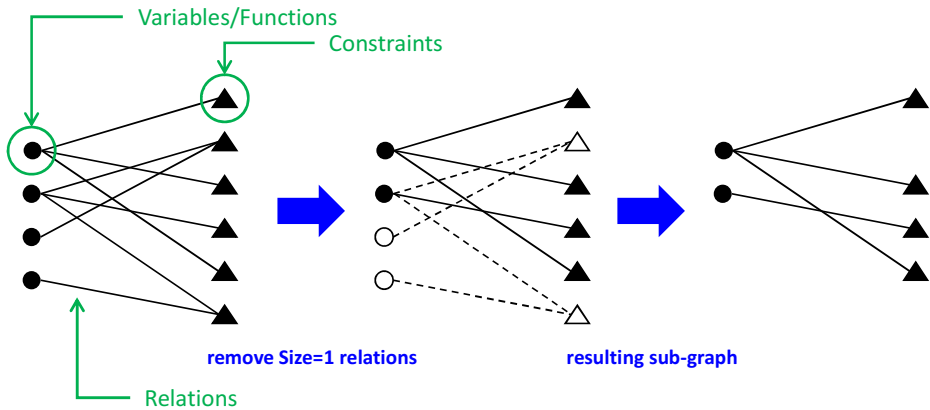 Variables/Functions
Constraints
remove Size=1 relations
resulting sub-graph
Relations